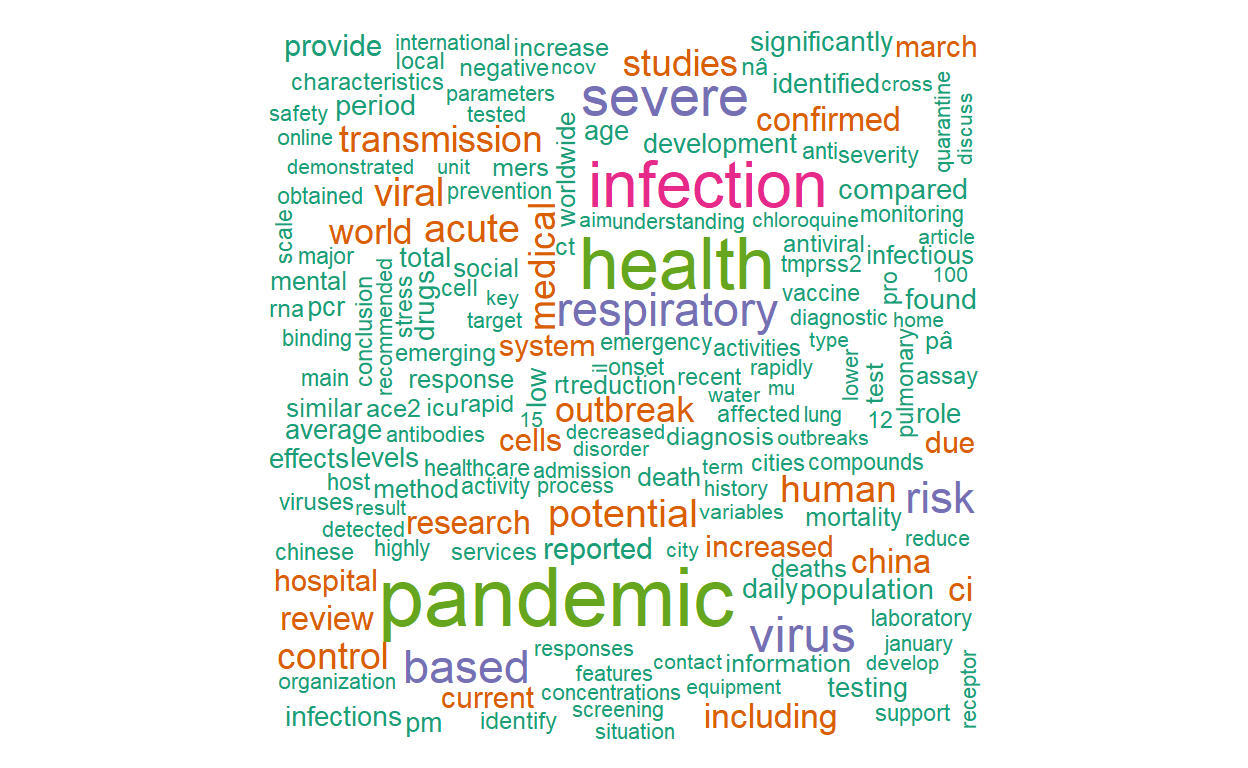 provide international increase significantly march
local negative ncov studies nâ
characteristics severe identified cross
safety period parameters tested confirmed quarantine discuss
online transmission worldwide age development anti severity
demonstrated unit mers infection compared
obtained viral prevention
scale world acute medical aim understanding chloroquine monitoring
major total ct health antiviral article
mental social tmprss2 infectious
rna pcr conclusion recommended stress drugs cell key vaccine pro 100 found
target respiratory diagnostic home
binding emerging system emergency activities type pâ
main response il onset rapidly lower test pulmonary assay
low rt reduction recent water mu
similar ace2 icu rapid 15 outbreak affected lung 12 role
average antibodies cells decreased diagnosis outbreaks due
disorder
effects levels healthcare admission death term cities compounds
host method activity process history human risk
viruses result potential variables mortality
detected research reduce
chinese highly services reported city increased china
hospital pandemic deaths
daily population ci
review virus laboratory
control based responses january
organization features contact information develop receptor
current concentrations equipment testing
infections pm identify screening including support
situation